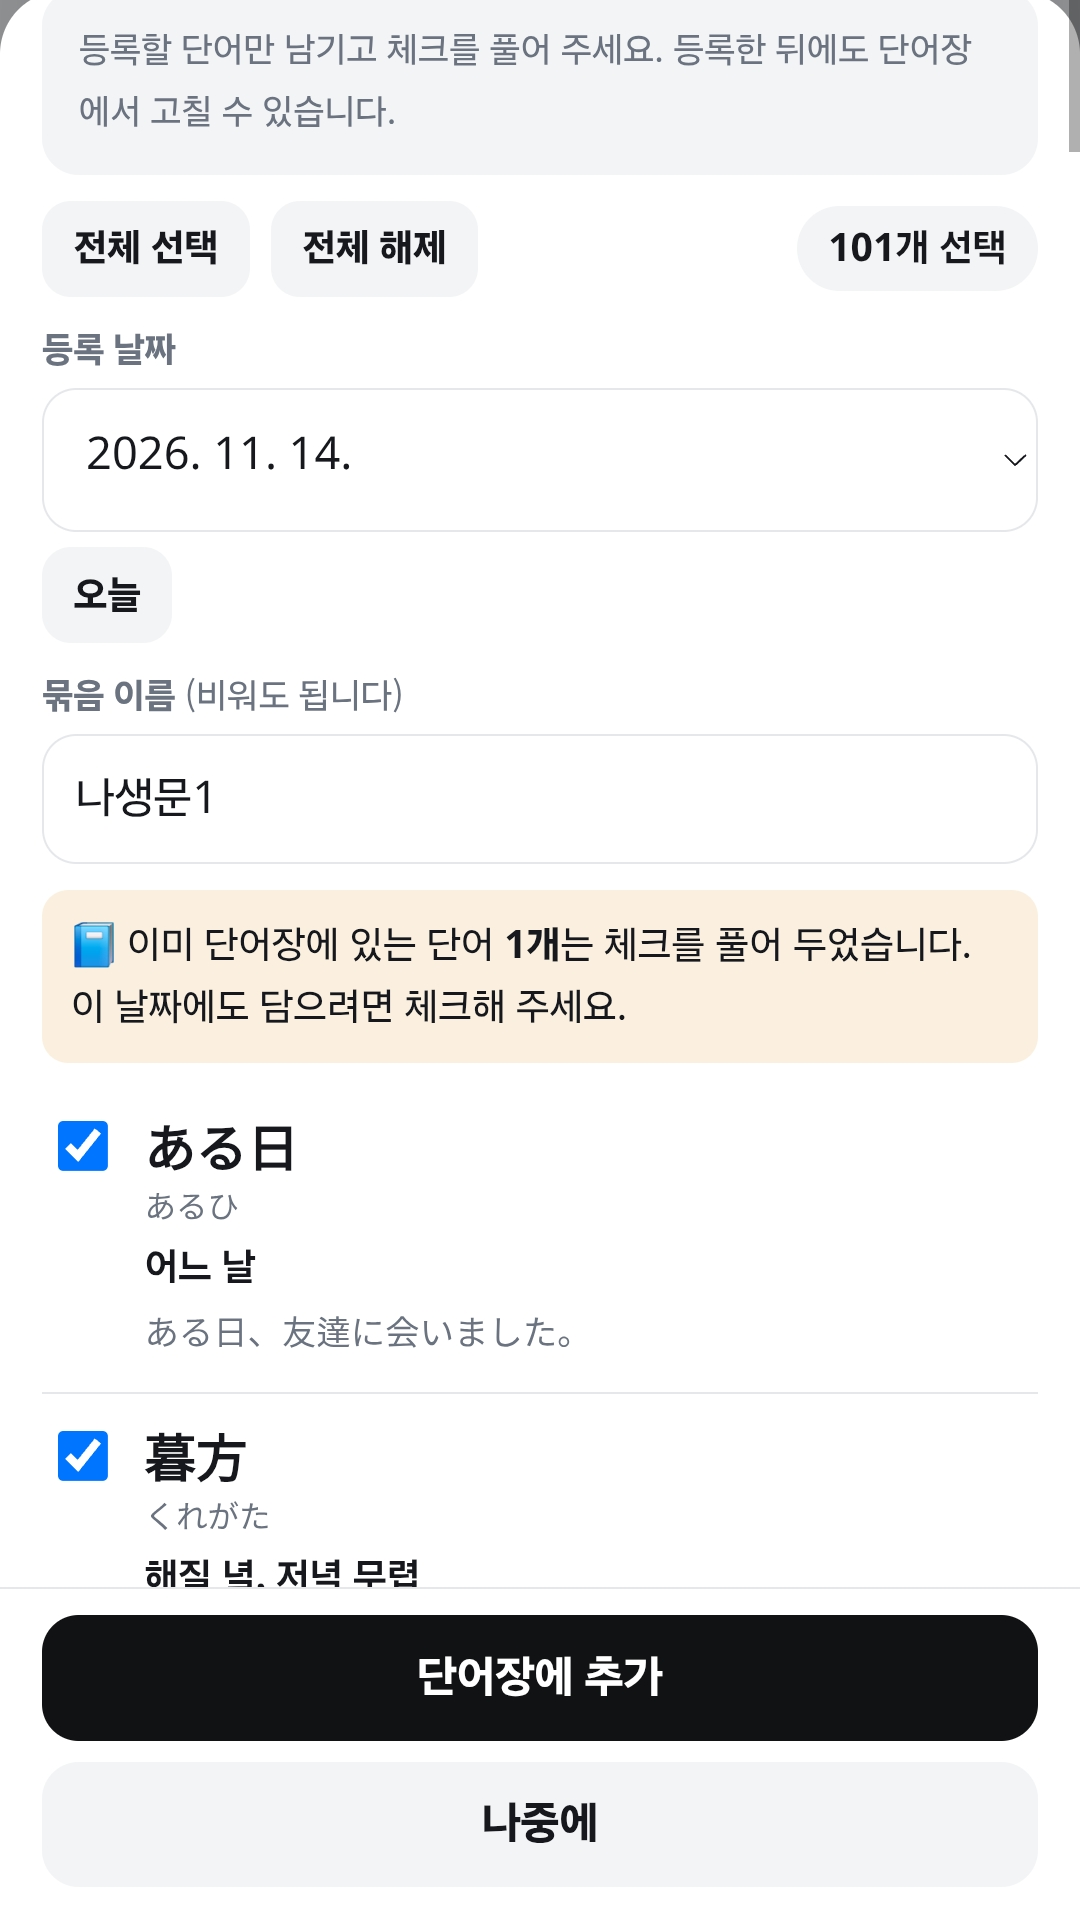 등록할 단어만 남기고 체크를 풀어 주세요. 등록한 뒤에도 단어장
에서 고칠 수 있습니다.
전체 선택
전체 해제
101개 선택
등록 날짜
2026. 11. 14.
오늘
묶음 이름 (비워도 됩니다)
나생문1
📘 이미 단어장에 있는 단어 1개는 체크를 풀어 두었습니다.
이 날짜에도 담으려면 체크해 주세요.
ある日
あるひ
어느 날
ある日、友達に会いました。
暮方
くれがた
해질 녘, 저녁 무렵
단어장에 추가
나중에